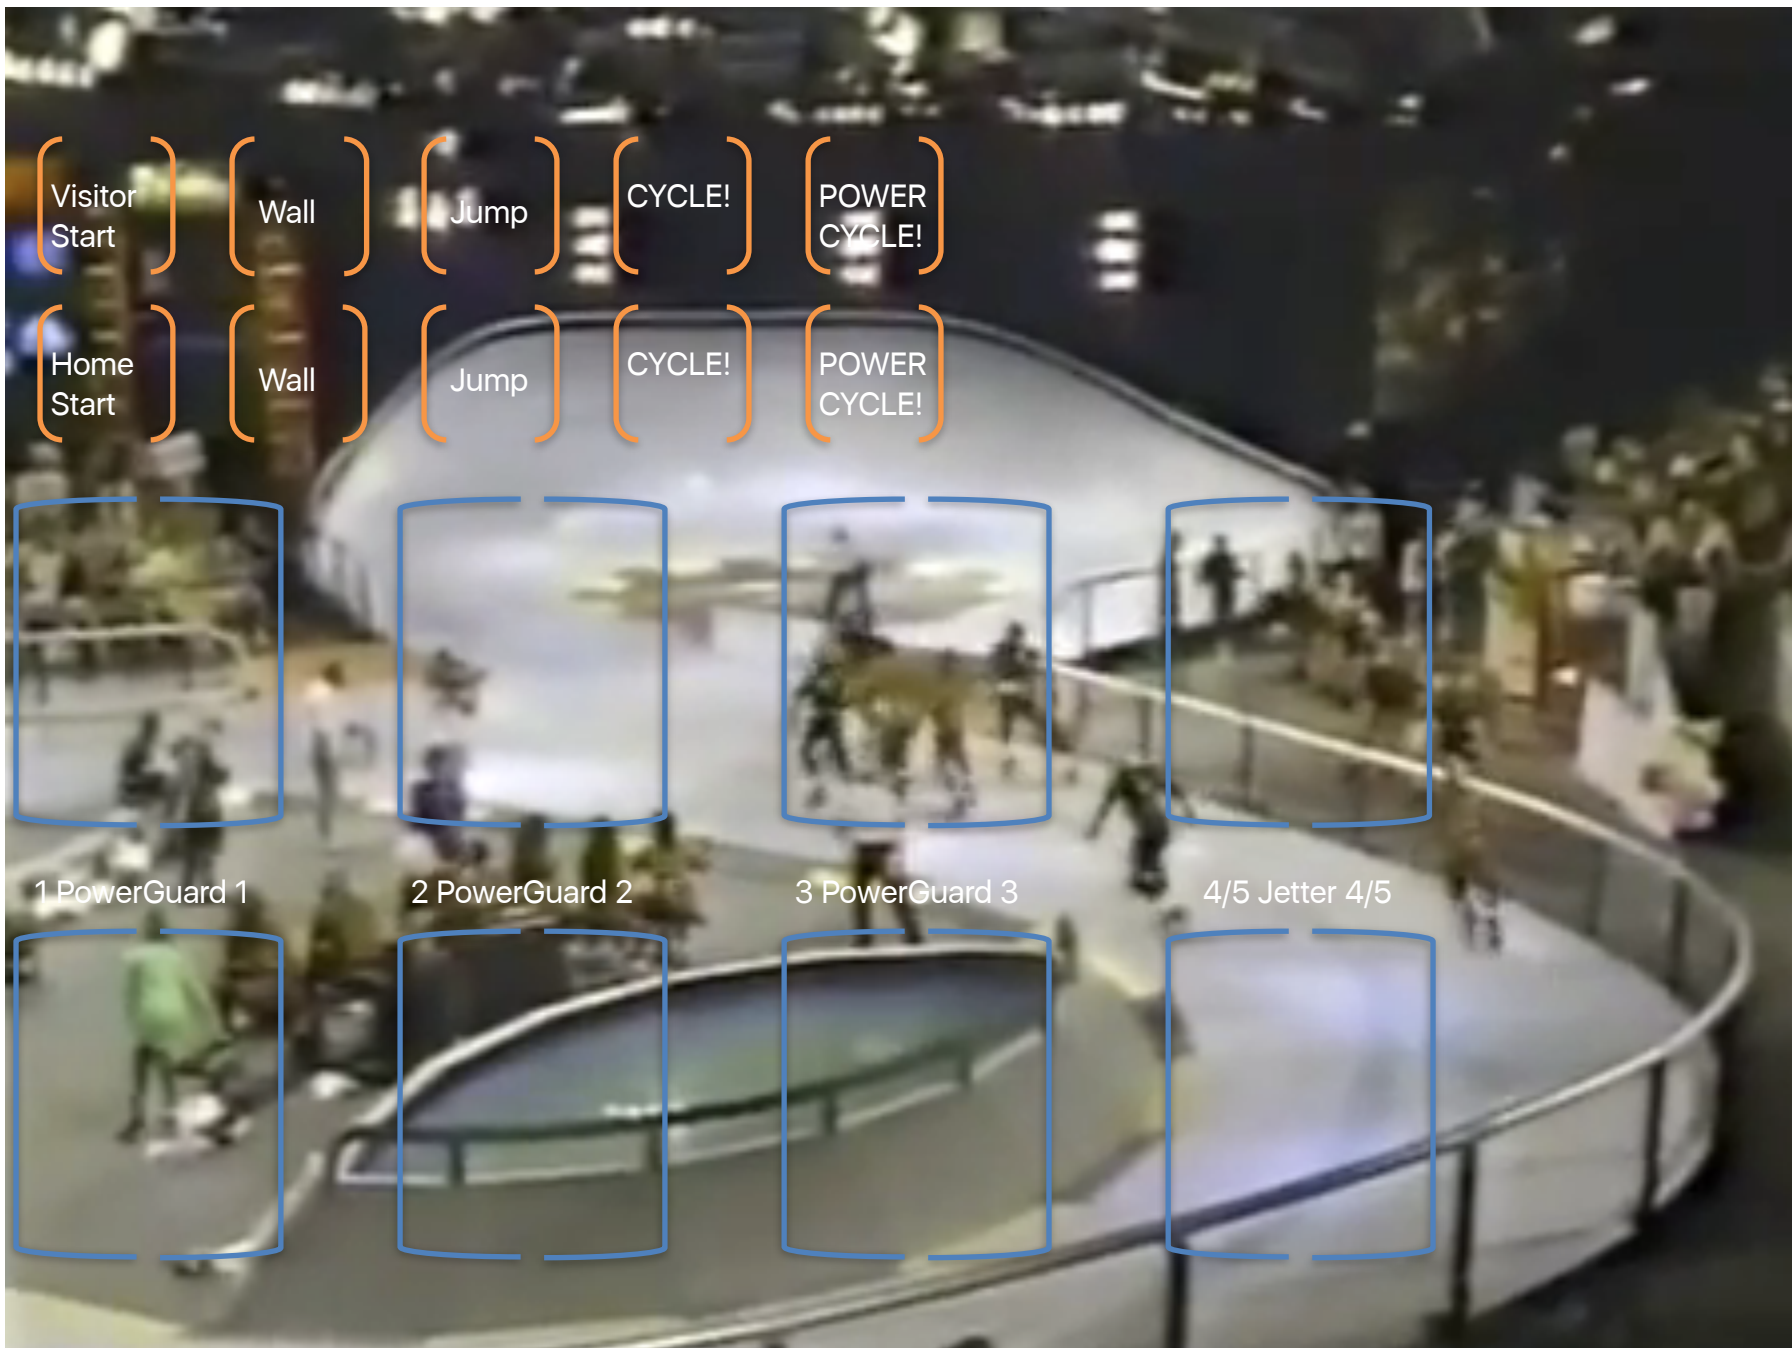 Visitor
Start
Wall
Jump
CYCLE!
POWER
CYCLE!
Home
Start
Wall
Jump
CYCLE!
POWER
CYCLE!
1 PowerGuard 1
2 PowerGuard 2
3 PowerGuard 3
4/5 Jetter 4/5